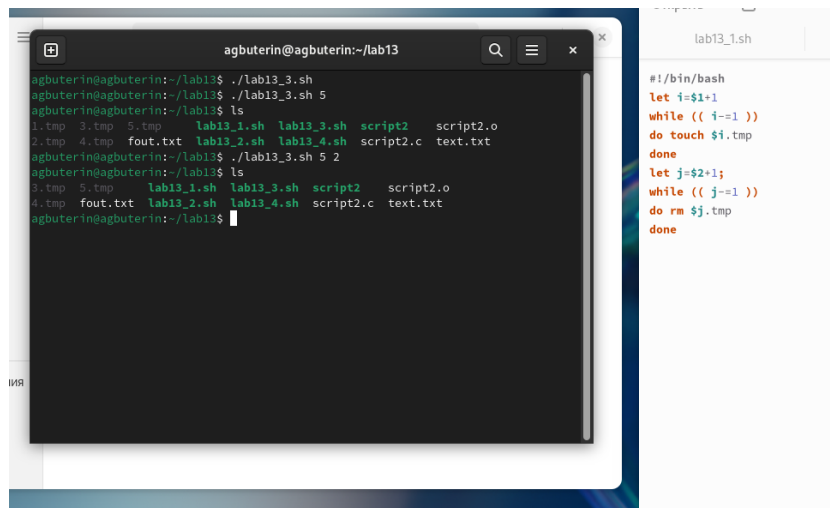 agbuterin@agbuterin:~/lab13
agbuterin@agbuterin:~/lab13$ ./lab13_3.sh
agbuterin@agbuterin:~/lab13$ ./lab13_3.sh 5
agbuterin@agbuterin:~/lab13$ ls
1.tmp 3.tmp 5.tmp lab13_1.sh lab13_3.sh script2 script2.o
2.tmp 4.tmp fout.txt lab13_2.sh lab13_4.sh script2.c text.txt
agbuterin@agbuterin:~/lab13$ ./lab13_3.sh 5 2
agbuterin@agbuterin:~/lab13$ ls
3.tmp 5.tmp lab13_1.sh lab13_3.sh script2 script2.o
4.tmp fout.txt lab13_2.sh lab13_4.sh script2.c text.txt
agbuterin@agbuterin:~/lab13$
ия
lab13_1.sh
#!/bin/bash
let i=$1+1
while (( i-=1 ))
do touch $i.tmp
done
let j=$2+1;
while (( j-=1 ))
do rm $j.tmp
done